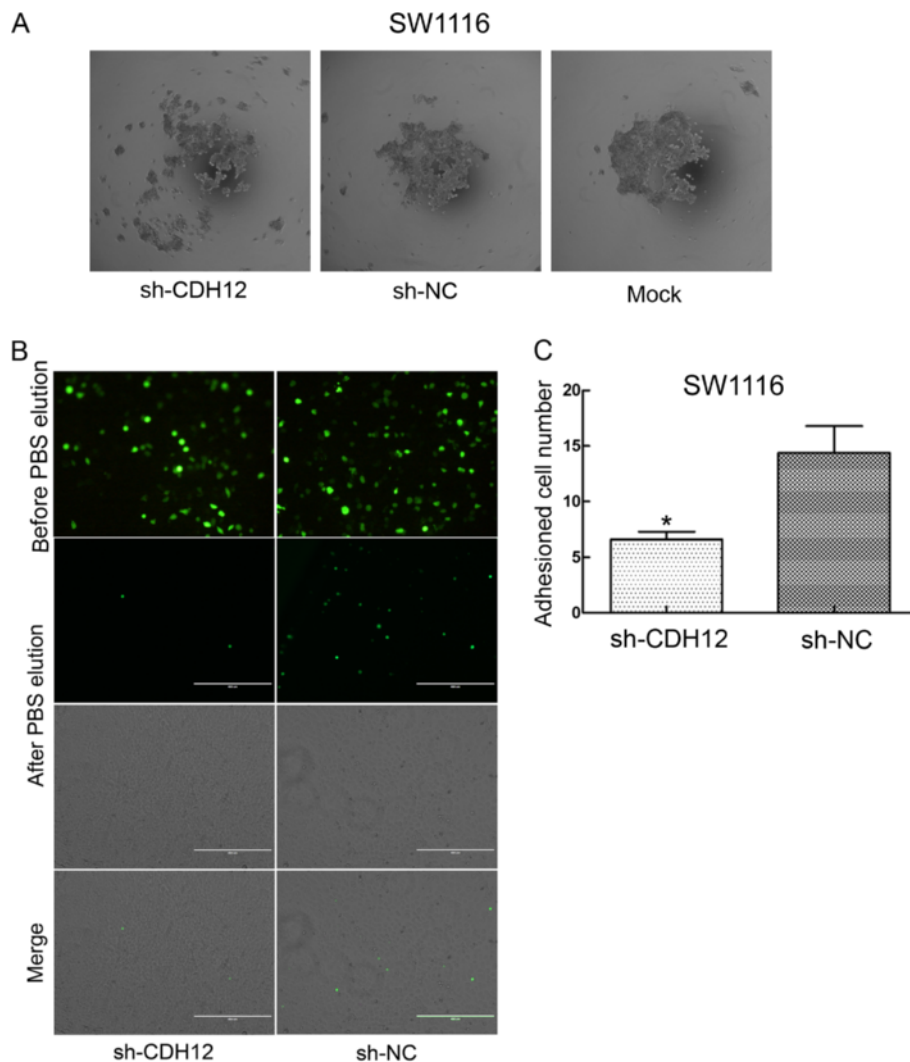 A
SW1116
sh-CDH12
sh-NC
Mock
B
Before PBS elution
After PBS elution
Merge
sh-CDH12
sh-NC
C
SW1116
Adhesioned cell number
20
15
10
5
0
*
sh-CDH12
sh-NC